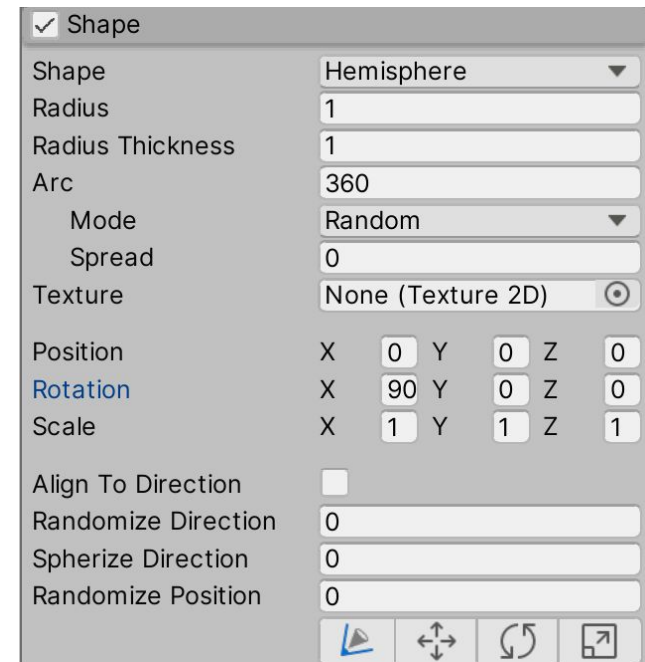 Shape
Shape Hemisphere
Radius 1
Radius Thickness 1
Arc 360
Mode Random
Spread 0
Texture None (Texture 2D)
Position X 0 Y 0 Z 0
Rotation X 90 Y 0 Z 0
Scale X 1 Y 1 Z 1
Align To Direction
Randomize Direction 0
Spherize Direction 0
Randomize Position 0